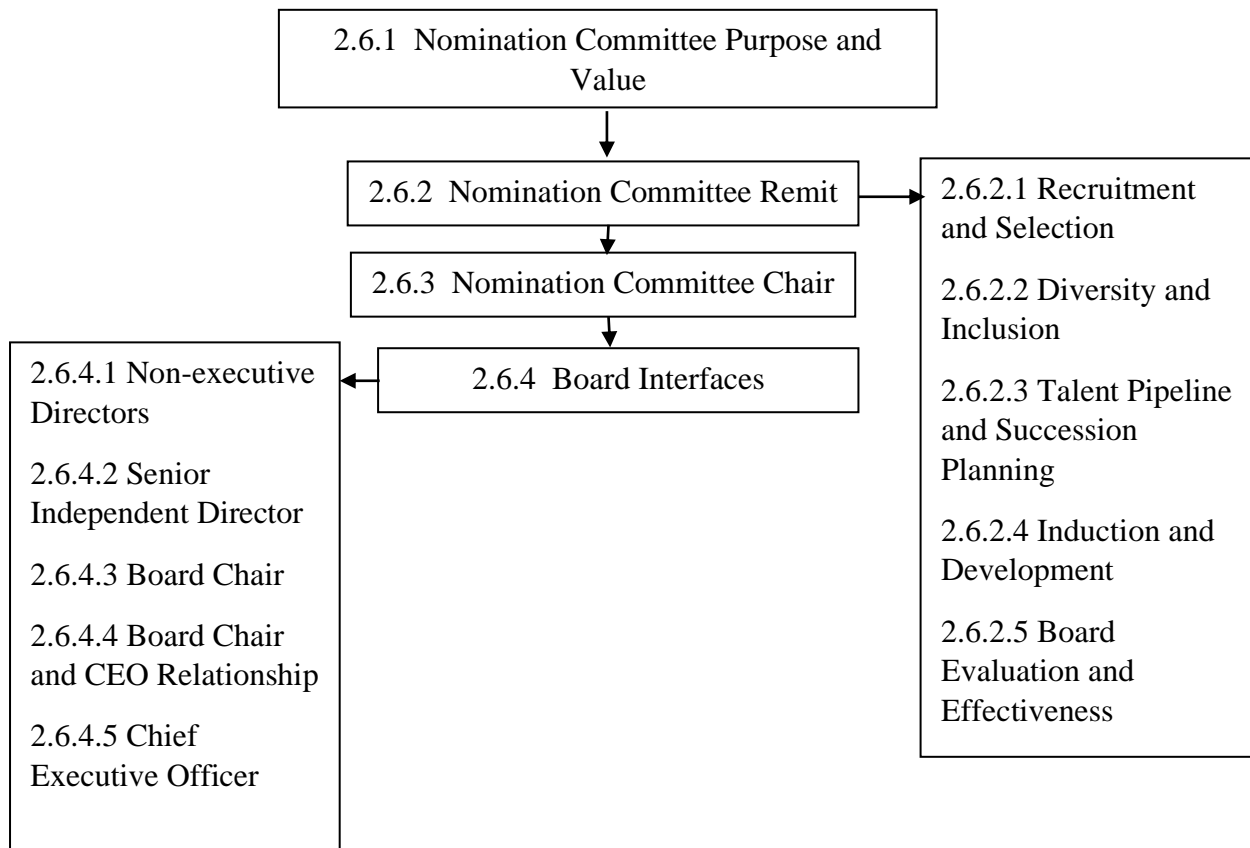 2.6.1 Nomination Committee Purpose and
Value
2.6.2 Nomination Committee Remit
2.6.2.1 Recruitment
and Selection
2.6.2.2 Diversity and
Inclusion
2.6.2.3 Talent Pipeline
and Succession
Planning
2.6.2.4 Induction and
Development
2.6.2.5 Board
Evaluation and
Effectiveness
2.6.3 Nomination Committee Chair
2.6.4 Board Interfaces
2.6.4.1 Non-executive
Directors
2.6.4.2 Senior
Independent Director
2.6.4.3 Board Chair
2.6.4.4 Board Chair
and CEO Relationship
2.6.4.5 Chief
Executive Officer